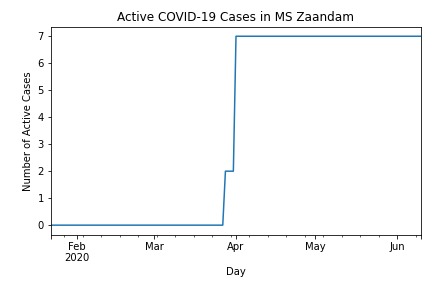 Active COVID-19 Cases in MS Zaandam
Number of Active Cases
7
6
5
4
3
2
1
0
Feb Mar Apr May Jun
2020
Day